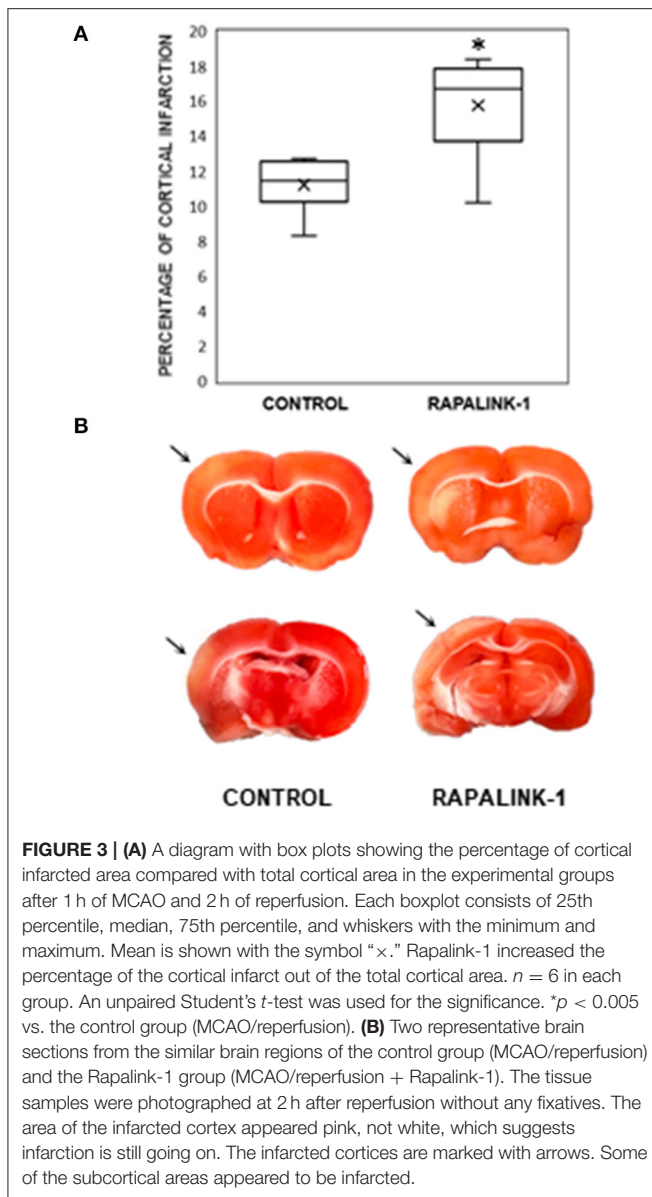 A
PERCENTAGE OF CORTICAL INFARCTION
20
18
16
14
12
10
8
6
4
2
0
*
×
×
CONTROL
RAPALINK-1
B
CONTROL
RAPALINK-1
FIGURE 3 | (A) A diagram with box plots showing the percentage of cortical
infarcted area compared with total cortical area in the experimental groups
after 1 h of MCAO and 2 h of reperfusion. Each boxplot consists of 25th
percentile, median, 75th percentile, and whiskers with the minimum and
maximum. Mean is shown with the symbol “×.” Rapalink-1 increased the
percentage of the cortical infarct out of the total cortical area. n = 6 in each
group. An unpaired Student’s t-test was used for the significance. *p < 0.005
vs. the control group (MCAO/reperfusion). (B) Two representative brain
sections from the similar brain regions of the control group (MCAO/reperfusion)
and the Rapalink-1 group (MCAO/reperfusion + Rapalink-1). The tissue
samples were photographed at 2 h after reperfusion without any fixatives. The
area of the infarcted cortex appeared pink, not white, which suggests
infarction is still going on. The infarcted cortices are marked with arrows. Some
of the subcortical areas appeared to be infarcted.